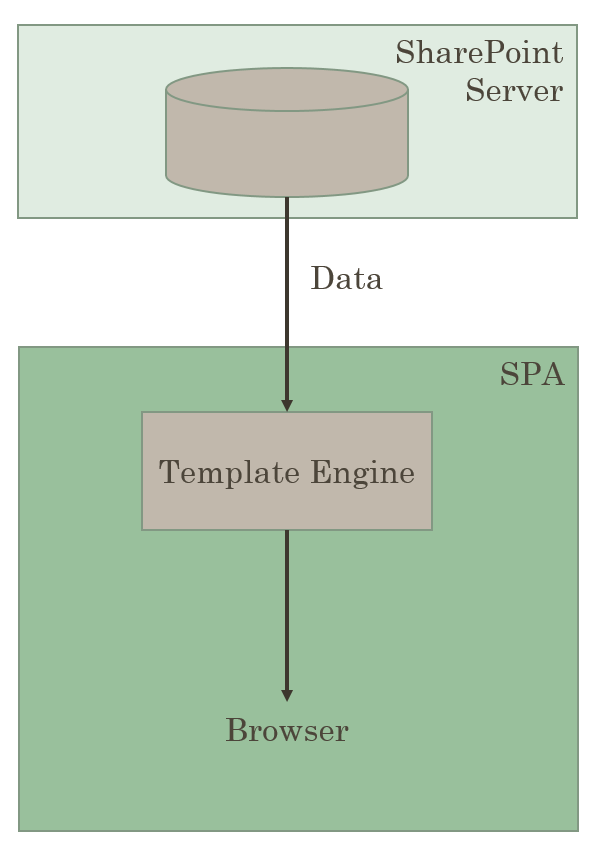 SharePoint
Server
Data
SPA
Template Engine
Browser